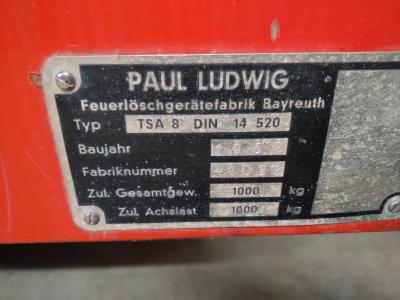 PAUL LUDWIG
Feuerlöschgerätefabrik Bayreuth
Typ TSA 8 DIN 14 520
Baujahr
Fabriknummer
Zul. Gesamtgew. 1000 kg
Zul. Achslast 1000 kg